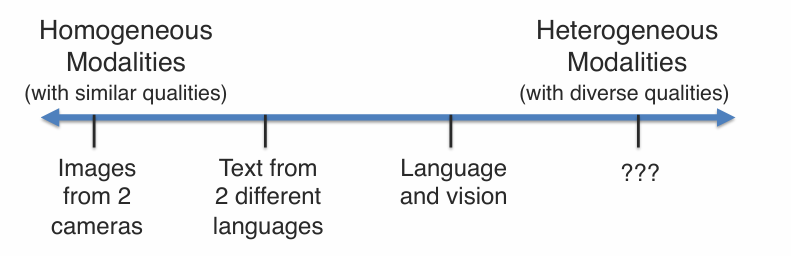 Homogeneous
Modalities
(with similar qualities)
Heterogeneous
Modalities
(with diverse qualities)
Images
from 2
cameras
Text from
2 different
languages
Language
and vision
???